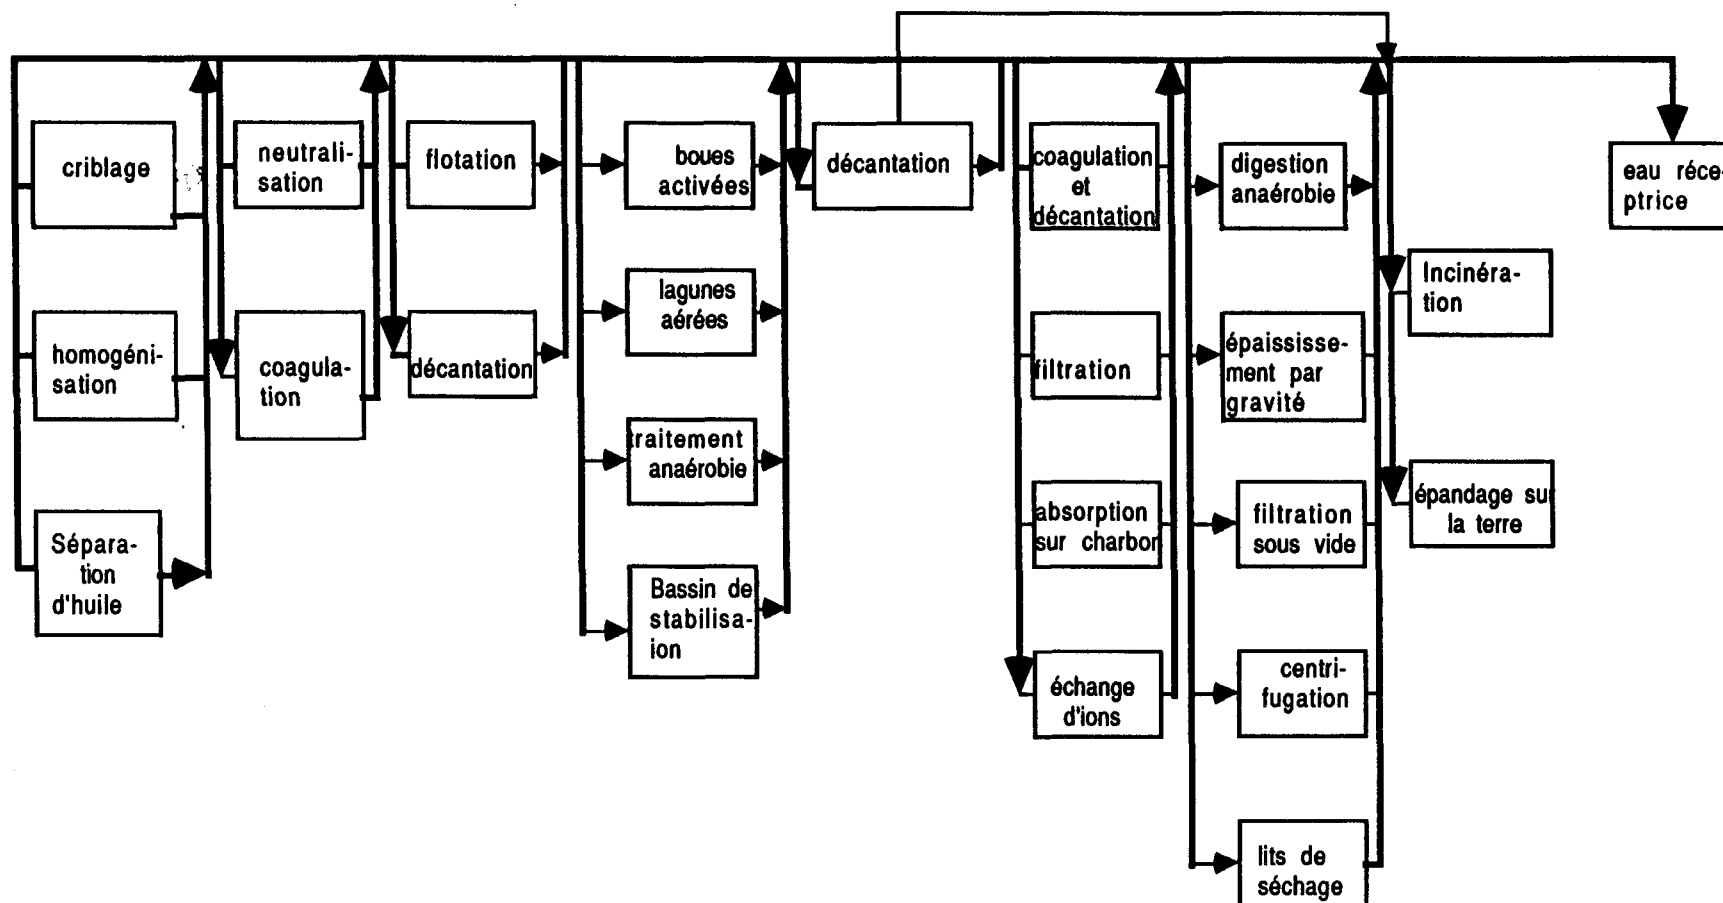 criblage
homogéni-
sation
Sépara-
tion
d'huile
neutrali-
sation
coagula-
tion
flotation
décantation
boues
activées
lagunes
aérées
traitement
anaérobie
Bassin de
stabilisa-
ion
décantation
coagulation
et
décantation
filtration
absorption
sur charbon
échange
d'ions
digestion
anaérobie
épaississe-
ment par
gravité
filtration
sous vide
centri-
fugation
lits de
séchage
Incinéra-
tion
épandage su
la terre
eau réce-
ptrice